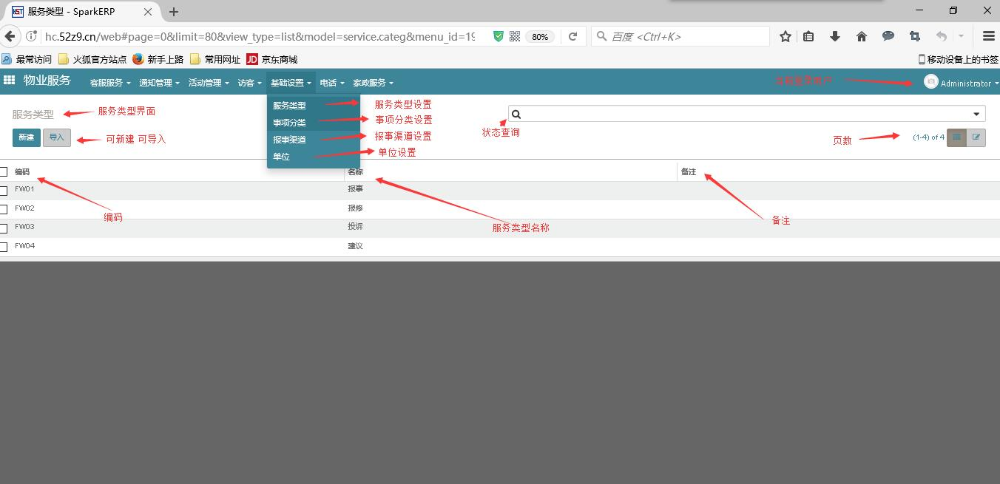 服务类型 - SparkERP
hc.52z9.cn/web#page=0&limit=80&view_type=list&model=service.categ&menu_id=19
80%
百度 <Ctrl+K>
最常访问 火狐官方站点 新手上路 常用网址 JD 京东商城 移动设备上的书签
物业服务 客服服务 通知管理 活动管理 访客 基础设置 电话 家政服务 当前登录用户 Administrator
服务类型 服务类型界面
新建 导入 可新建 可导入
服务类型 服务类型设置
事项分类 事项分类设置
报事渠道 报事渠道设置
单位 单位设置
状态查询
页数 (1-4) of 4
编码 名称 备注
FW01 报事
FW02 报修
FW03 投诉
FW04 建议
编码
服务类型名称
备注